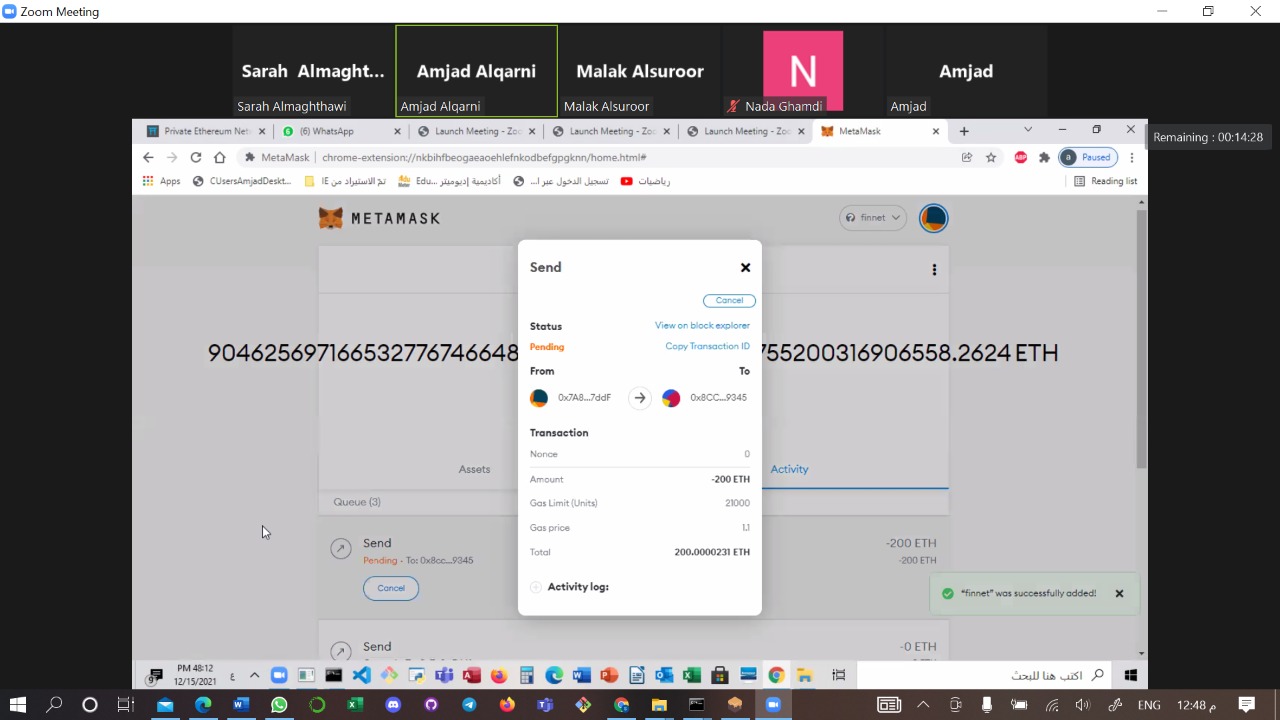 Zoom Meeting
Sarah Almaght... Amjad Alqarni Malak Alsuroor N Amjad
Sarah Almaghthawi Amjad Alqarni Malak Alsuroor Nada Ghamdi Amjad
Remaining : 00:14:28
Private Ethereum Net (6) WhatsApp Launch Meeting - Zoo Launch Meeting - Zoo Launch Meeting - Zoo MetaMask
MetaMask chrome-extension://nkbihfbeogaeaoehlefnkodbefgpgknn/home.html# ABP a Paused
Apps CUsersAmjadDeskt... تمّ الاستيراد من IE أكاديمية إديوميتر ..Edu تسجيل الدخول عبر ا... رياضيات Reading list
METAMASK finnet
Send
Cancel
Status View on block explorer
904625697166532776746648 755200316906558.2624 ETH
Pending Copy Transaction ID
From To
0x7A8...7ddF 0x8CC...9345
Transaction
Nonce 0
Assets Activity
Amount -200 ETH
Queue (3)
Gas Limit (Units) 21000
Gas price 1.1
Total 200.0000231 ETH
Activity log:
Send -200 ETH
Pending · To: 0x8cc...9345 -200 ETH
Cancel
"finnet" was successfully added!
Send -0 ETH
PM 48:12
12/15/2021
ع
اكتب هنا للبحث
ENG
12:48 م